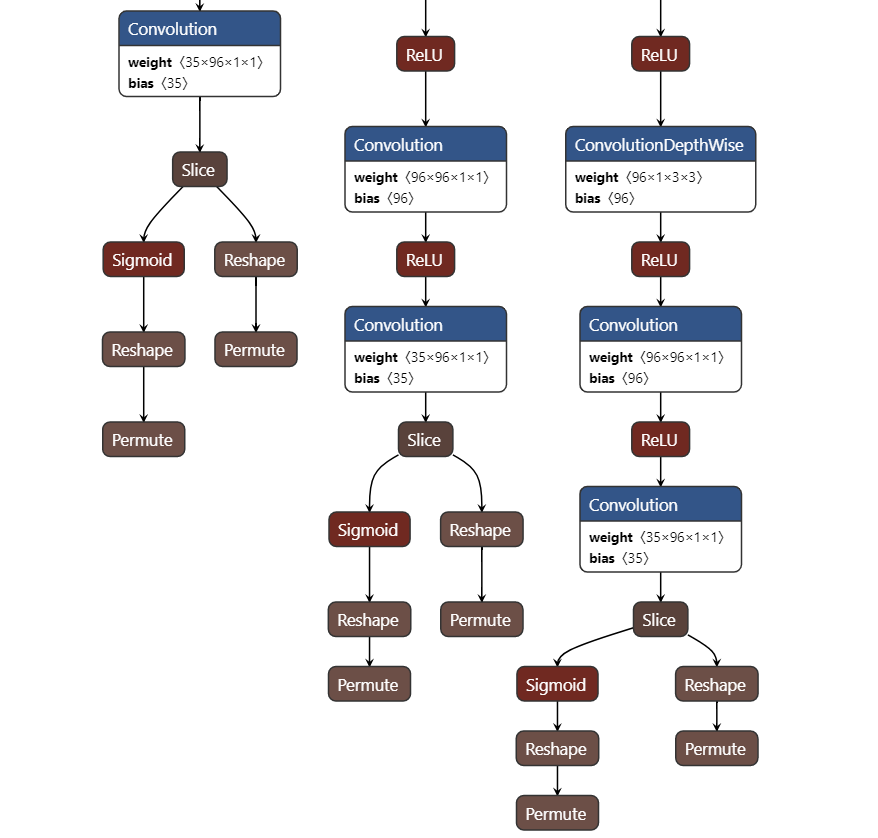 Convolution
weight〈35×96×1×1〉
bias〈35〉
Slice
Sigmoid
Reshape
Reshape
Permute
Permute
ReLU
Convolution
weight〈96×96×1×1〉
bias〈96〉
ReLU
Convolution
weight〈35×96×1×1〉
bias〈35〉
Slice
Sigmoid
Reshape
Reshape
Permute
Permute
ReLU
ConvolutionDepthWise
weight〈96×1×3×3〉
bias〈96〉
ReLU
Convolution
weight〈96×96×1×1〉
bias〈96〉
ReLU
Convolution
weight〈35×96×1×1〉
bias〈35〉
Slice
Sigmoid
Reshape
Reshape
Permute
Permute